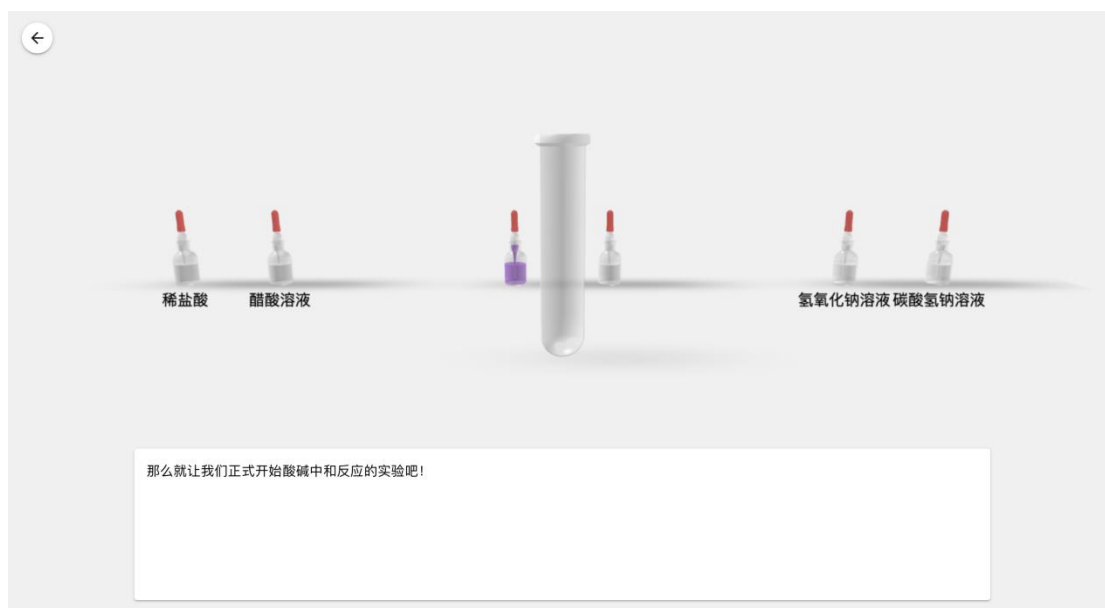 稀盐酸
醋酸溶液
氢氧化钠溶液
碳酸氢钠溶液
那么就让我们正式开始酸碱中和反应的实验吧！